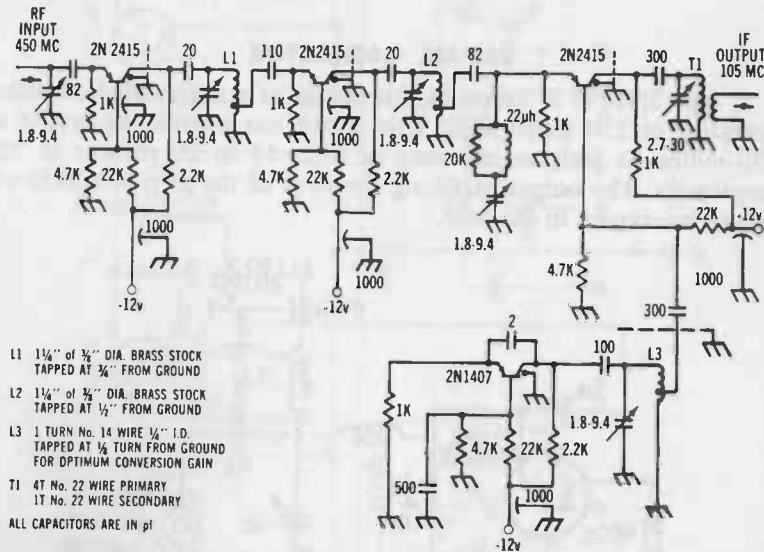 RF
INPUT
450 MC
82
1.8-9.4
1K
2N 2415
1000
4.7K
22K
2.2K
1000
-12v
20
1.8-9.4
L1
110
1K
2N2415
1000
4.7K
22K
2.2K
1000
-12v
20
1.8-9.4
L2
82
20K
.22μh
1.8-9.4
1K
2N2415
300
T1
2.7-30
1K
IF
OUTPUT
105 MC
22K
-12v
1000
4.7K
300
2
2N1407
1K
500
4.7K
22K
2.2K
1000
-12v
100
1.8-9.4
L3
L1 1¼" of ⅜" DIA. BRASS STOCK
TAPPED AT ¾" FROM GROUND
L2 1¼" of ⅜" DIA. BRASS STOCK
TAPPED AT ½" FROM GROUND
L3 1 TURN No. 14 WIRE ¼" I.D.
TAPPED AT ⅛ TURN FROM GROUND
FOR OPTIMUM CONVERSION GAIN
T1 4T No. 22 WIRE PRIMARY
1T No. 22 WIRE SECONDARY
ALL CAPACITORS ARE IN pf